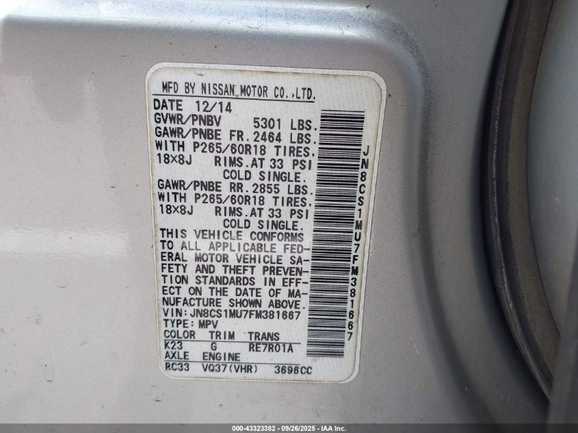 MFD BY NISSAN MOTOR CO.,LTD.
DATE 12/14
GVWR/PNBV 5301 LBS.
GAWR/PNBE FR. 2464 LBS.
WITH P265/60R18 TIRES.
18×8J RIMS.AT 33 PSI
COLD SINGLE.
GAWR/PNBE RR. 2855 LBS.
WITH P265/60R18 TIRES.
18×8J RIMS.AT 33 PSI
COLD SINGLE.
THIS VEHICLE CONFORMS
TO ALL APPLICABLE FED-
ERAL MOTOR VEHICLE SA-
FETY AND THEFT PREVEN-
TION STANDARDS IN EFF-
ECT ON THE DATE OF MA-
NUFACTURE SHOWN ABOVE.
VIN: JN8CS1MU7FM381667
TYPE: MPV
COLOR TRIM TRANS
K23 G RE7R01A
AXLE ENGINE
RC33 VQ37(VHR) 3696CC
JN8CS1MU7FM381667
000-43323382 - 09/26/2025 - IAA, Inc.